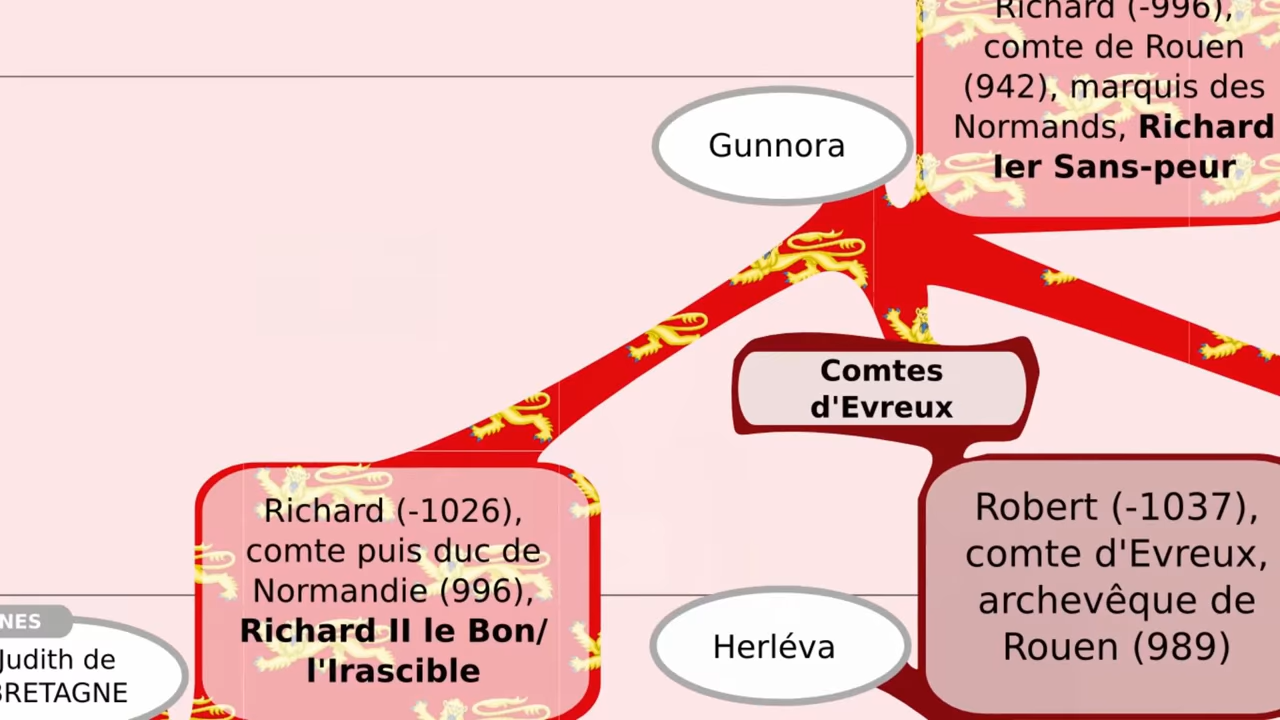 Richard (-996),
comte de Rouen
(942), marquis des
Normands, Richard
Ier Sans-peur
Gunnora
Comtes
d'Evreux
Richard (-1026),
comte puis duc de
Normandie (996),
Richard II le Bon/
l'Irascible
Robert (-1037),
comte d'Evreux,
archevêque de
Rouen (989)
Herléva
NES
Judith de
BRETAGNE